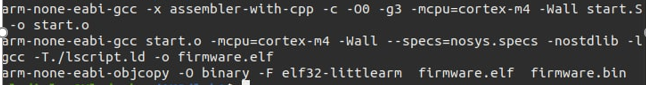 arm-none-eabi-gcc -x assembler-with-cpp -c -O0 -g3 -mcpu=cortex-m4 -Wall start.S
-o start.o
arm-none-eabi-gcc start.o -mcpu=cortex-m4 -Wall --specs=nosys.specs -nostdlib -l
gcc -T./lscript.ld -o firmware.elf
arm-none-eabi-objcopy -O binary -F elf32-littlearm  firmware.elf  firmware.bin